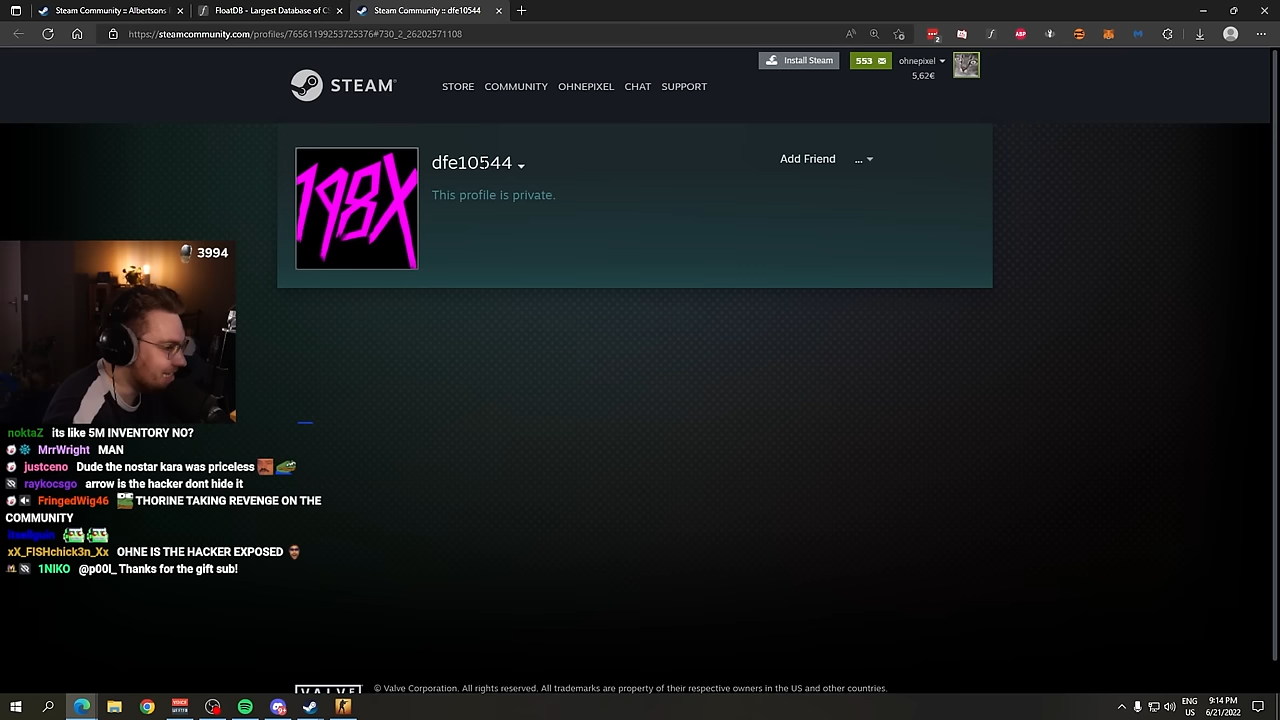 Steam Community :: Albertsons
FloatDB - Largest Database of CS
Steam Community :: dfe10544
https://steamcommunity.com/profiles/76561199253725376#730_2_26202571108
Install Steam
553
ohnepixel
5,62€
STEAM
STORE
COMMUNITY
OHNEPIXEL
CHAT
SUPPORT
198X
dfe10544
This profile is private.
Add Friend
...
3994
noktaZ its like 5M INVENTORY NO?
MrrWright MAN
justceno Dude the nostar kara was priceless
raykocsgo arrow is the hacker dont hide it
FringedWig46 THORINE TAKING REVENGE ON THE
COMMUNITY
xX_FISHchick3n_Xx OHNE IS THE HACKER EXPOSED
1NIKO @p00l_ Thanks for the gift sub!
VALVE
© Valve Corporation. All rights reserved. All trademarks are property of their respective owners in the US and other countries.
ENG
US
9:14 PM
6/21/2022